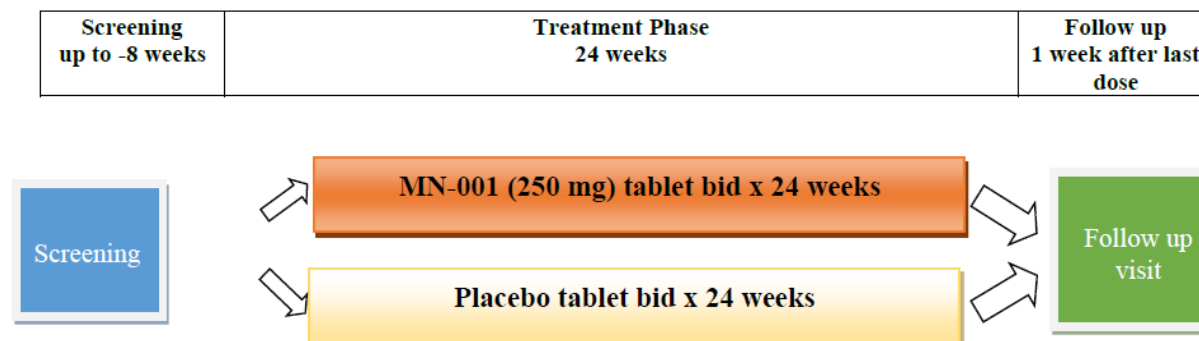 Screening
up to -8 weeks
Treatment Phase
24 weeks
Follow up
1 week after last
dose
MN-001 (250 mg) tablet bid x 24 weeks
Screening
Placebo tablet bid x 24 weeks
Follow up
visit